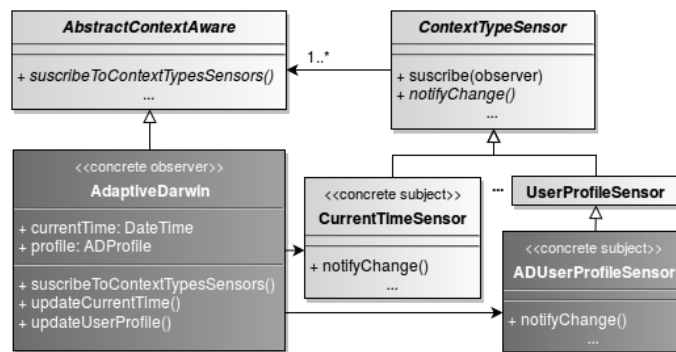 AbstractContextAware
+ suscribeToContextTypesSensors()
...
1..*
ContextTypeSensor
+ suscribe(observer)
+ notifyChange()
...
<<concrete observer>>
AdaptiveDarwin
+ currentTime: DateTime
+ profile: ADProfile
+ suscribeToContextTypesSensors()
+ updateCurrentTime()
+ updateUserProfile()
<<concrete subject>>
CurrentTimeSensor
+ notifyChange()
...
...
UserProfileSensor
<<concrete subject>>
ADUserProfileSensor
+ notifyChange()
...